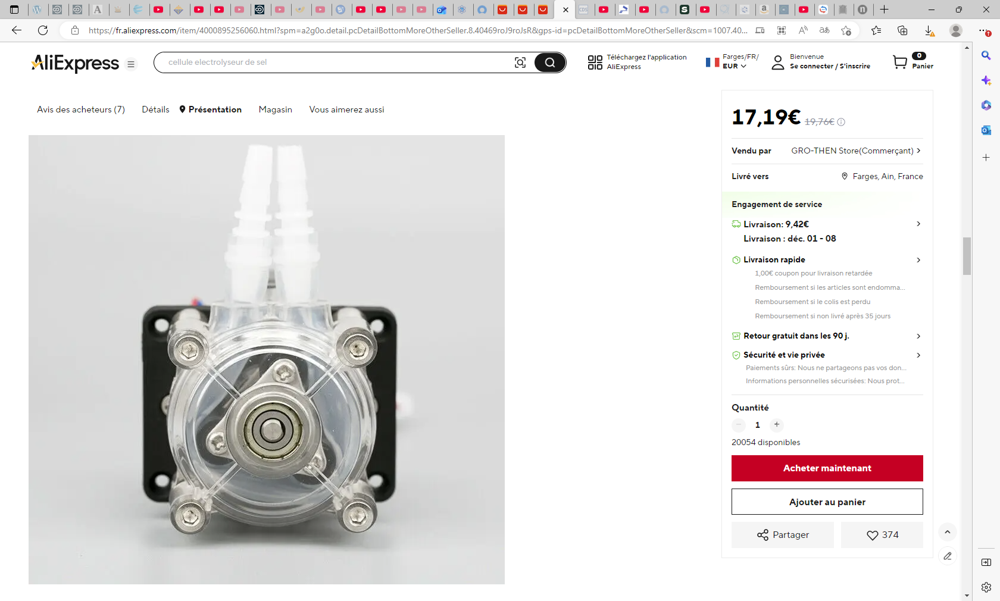 https://fr.aliexpress.com/item/4000895256060.html?spm=a2g0o.detail.pcDetailBottomMoreOtherSeller.8.40469roJ9roJsR&gps-id=pcDetailBottomMoreOtherSeller&scm=1007.40...
AliExpress
cellule electrolyseur de sel
Téléchargez l'application
AliExpress
Farges/FR/
EUR
Bienvenue
Se connecter / S'inscrire
0
Panier
Avis des acheteurs (7)
Détails
Présentation
Magasin
Vous aimerez aussi
17,19€ 19,76€
Vendu par
GRO-THEN Store(Commerçant)
Livré vers
Farges, Ain, France
Engagement de service
Livraison: 9,42€
Livraison : déc. 01 - 08
Livraison rapide
1,00€ coupon pour livraison retardée
Remboursement si les articles sont endomma...
Remboursement si le colis est perdu
Remboursement si non livré après 35 jours
Retour gratuit dans les 90 j.
Sécurité et vie privée
Paiements sûrs: Nous ne partageons pas vos don...
Informations personnelles sécurisées: Nous prot...
Quantité
1
20054 disponibles
Acheter maintenant
Ajouter au panier
Partager
374